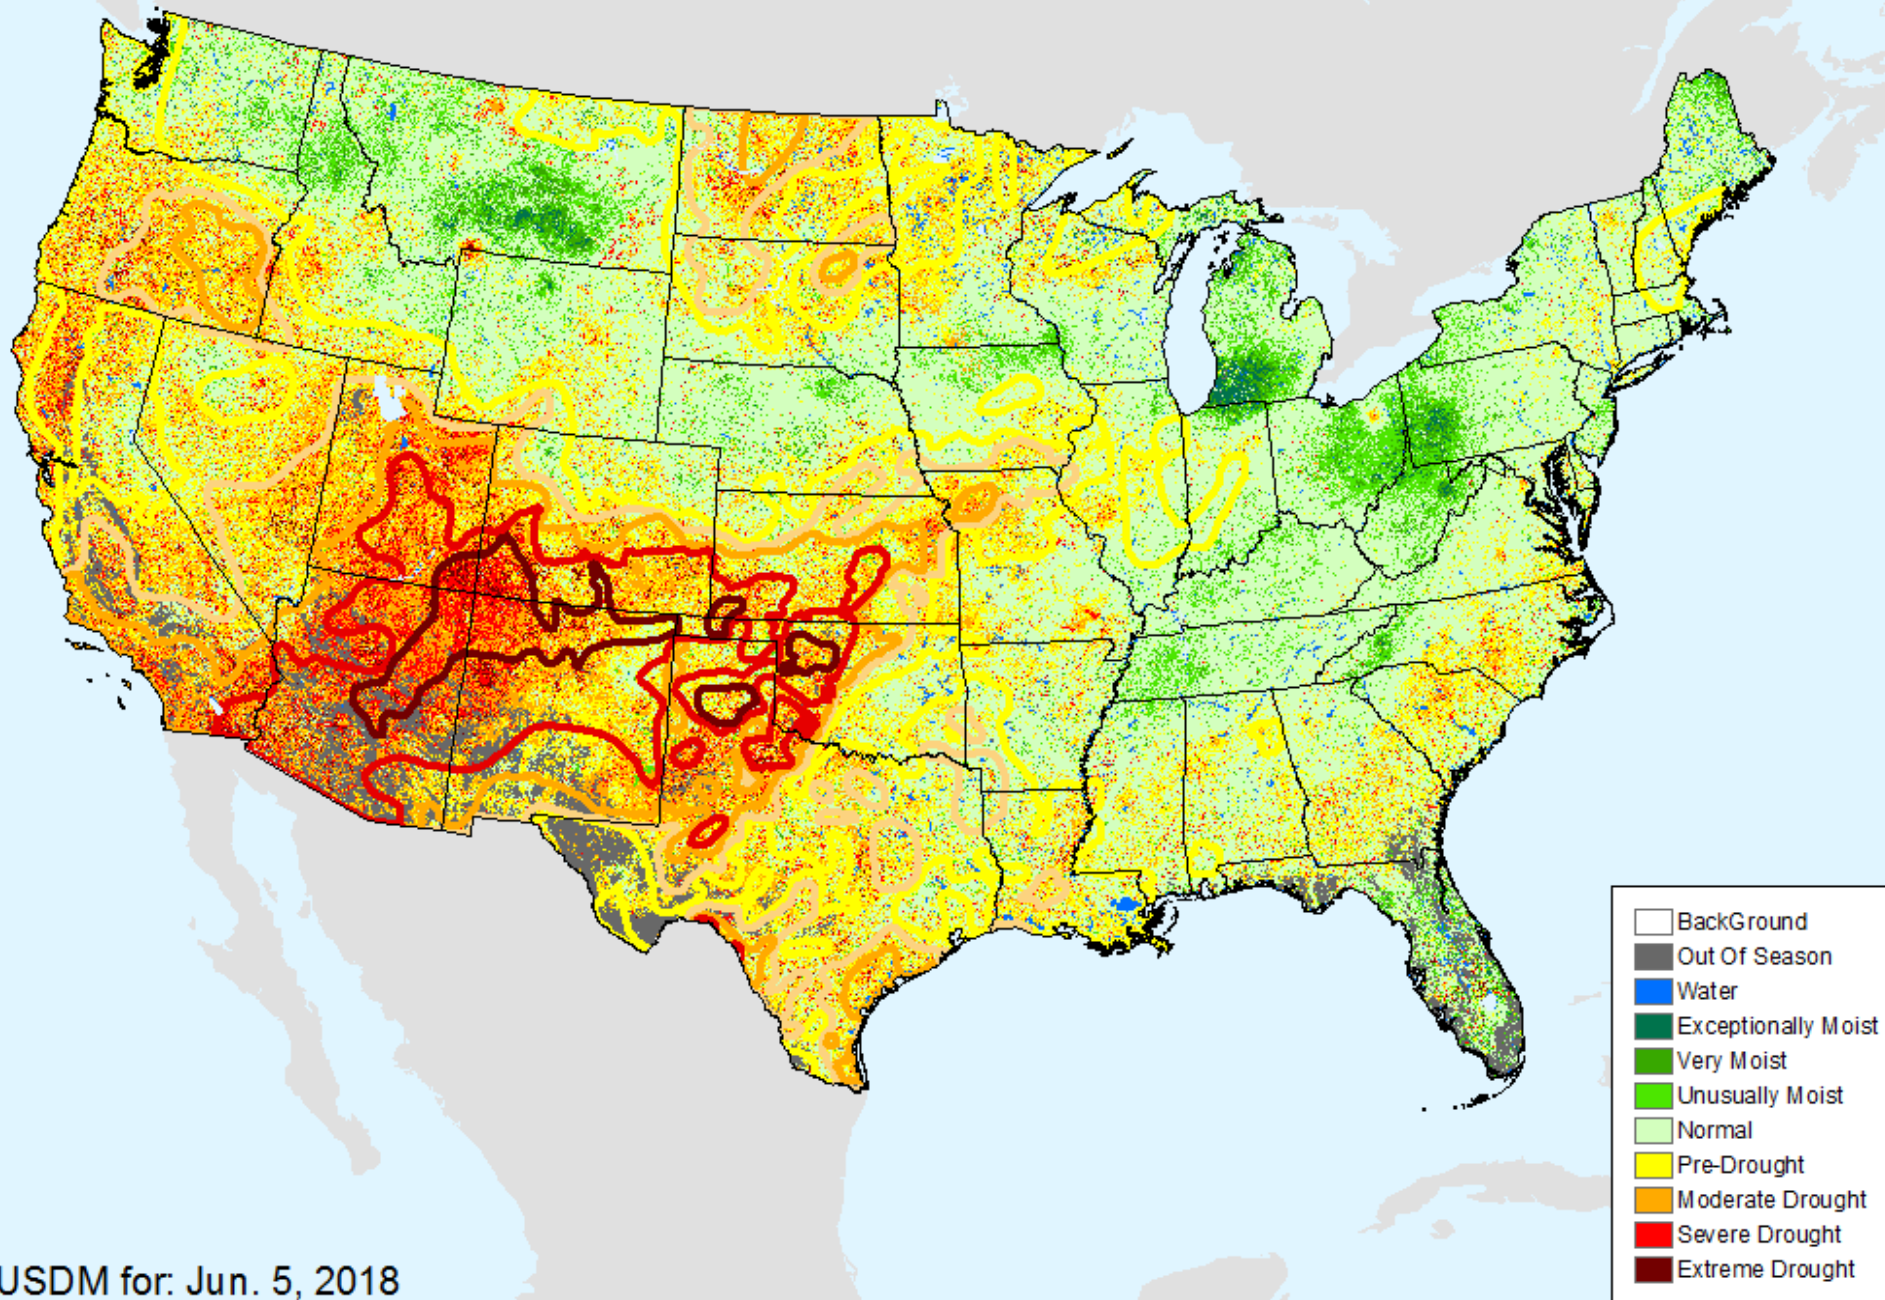 BackGround
Out Of Season
Water
Exceptionally Moist
Very Moist
Unusually Moist
Normal
Pre-Drought
Moderate Drought
Severe Drought
Extreme Drought
USDM for: Jun. 5, 2018